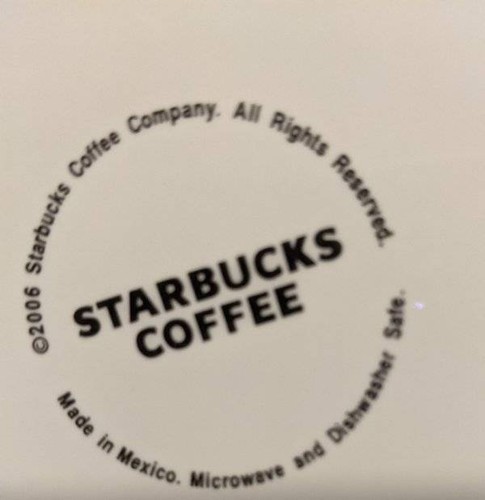 ©2006 Starbucks Coffee Company. All Rights Reserved.
STARBUCKS
COFFEE
Made in Mexico. Microwave and Dishwasher Safe.